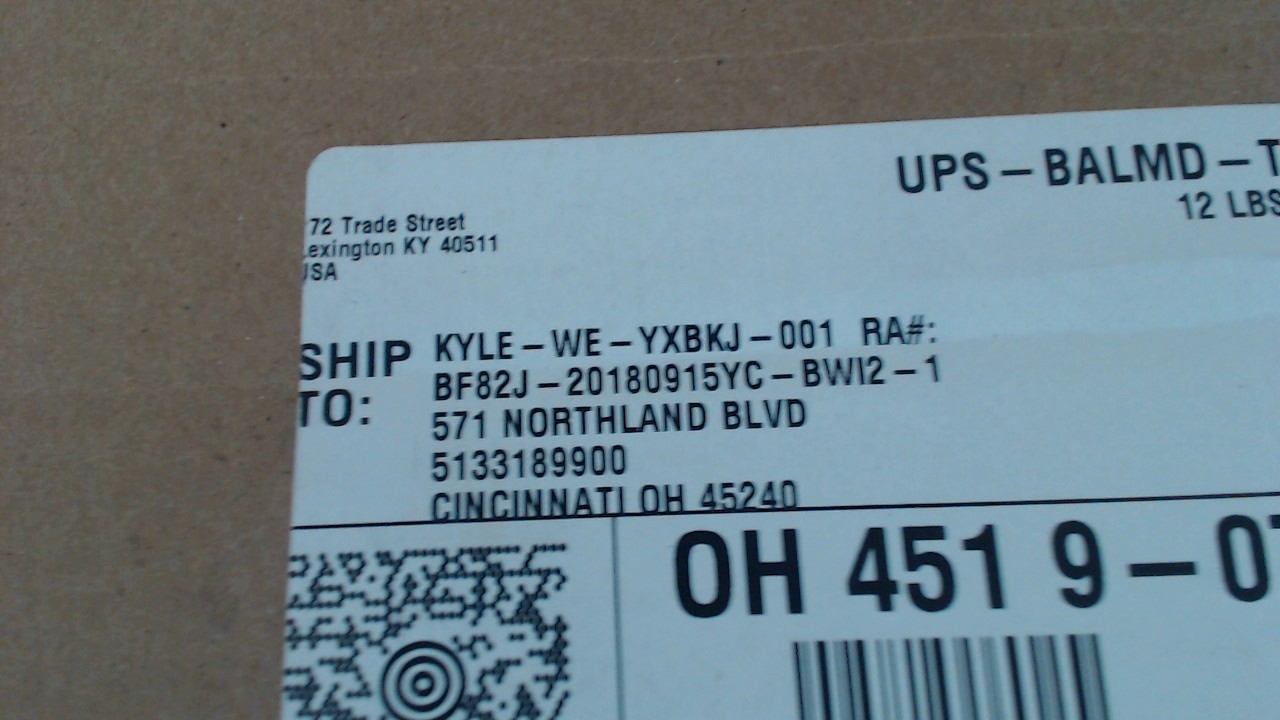 UPS-BALMD-T
12 LBS
72 Trade Street
Lexington KY 40511
USA
SHIP TO:
KYLE-WE-YXBKJ-001 RA#:
BF82J-20180915YC-BWI2-1
571 NORTHLAND BLVD
5133189900
CINCINNATI OH 45240
OH 451 9-0